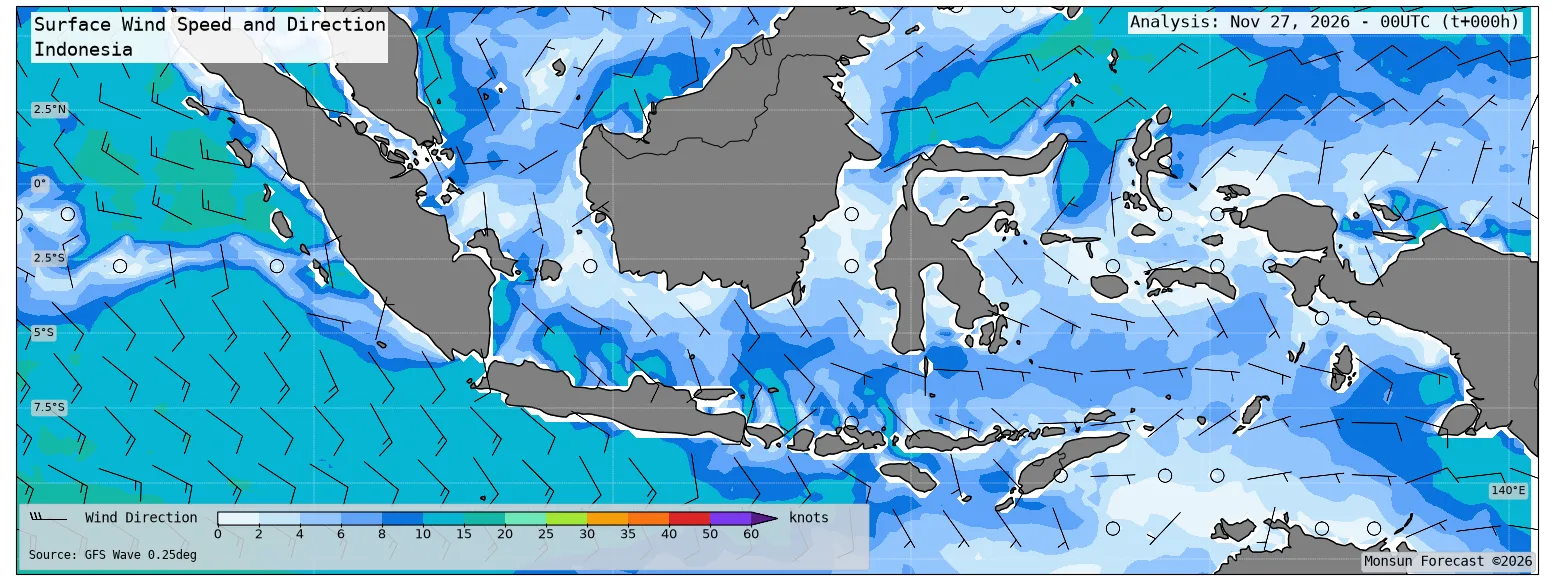 Surface Wind Speed and Direction
Indonesia
Analysis: Nov 27, 2026 - 00UTC (t+000h)
2.5°N
0°
2.5°S
5°S
7.5°S
140°E
Wind Direction
0 2 4 6 8 10 15 20 25 30 35 40 50 60
knots
Source: GFS Wave 0.25deg
Monsun Forecast ©2026